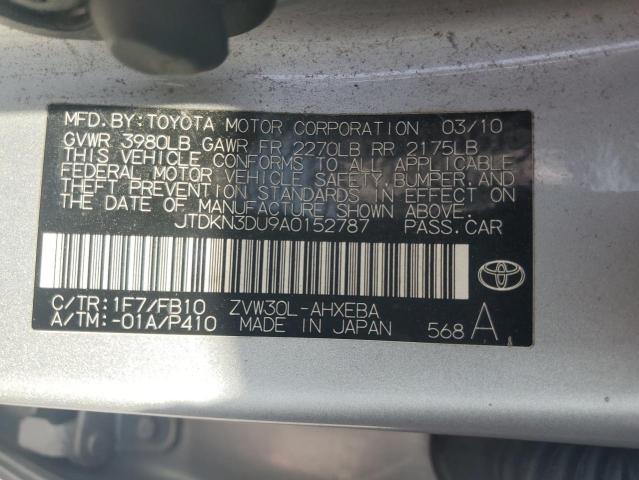 MFD. BY: TOYOTA MOTOR CORPORATION 03/10
GVWR 3980LB GAWR FR 2270LB RR 2175LB
THIS VEHICLE CONFORMS TO ALL APPLICABLE
FEDERAL MOTOR VEHICLE SAFETY, BUMPER, AND
THEFT PREVENTION STANDARDS IN EFFECT ON
THE DATE OF MANUFACTURE SHOWN ABOVE.
JTDKN3DU9A0152787 PASS. CAR
C/TR: 1F7/FB10 ZVW30L-AHXEBA
A/TM: -01A/P410 MADE IN JAPAN 568 A